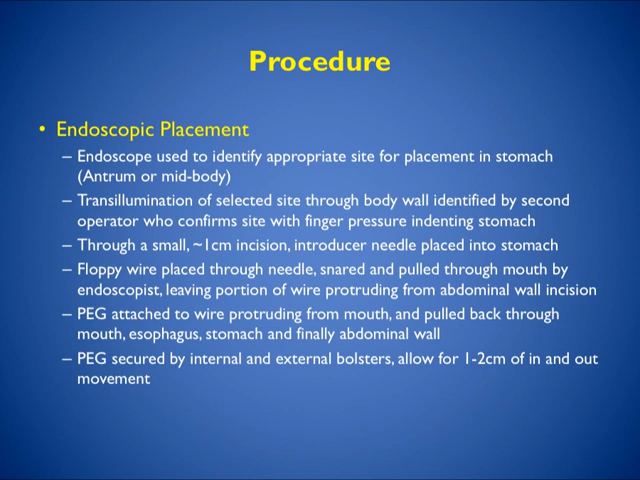 Procedure
• Endoscopic Placement
– Endoscope used to identify appropriate site for placement in stomach
(Antrum or mid-body)
– Transillumination of selected site through body wall identified by second
operator who confirms site with finger pressure indenting stomach
– Through a small, ~1cm incision, introducer needle placed into stomach
– Floppy wire placed through needle, snared and pulled through mouth by
endoscopist, leaving portion of wire protruding from abdominal wall incision
– PEG attached to wire protruding from mouth, and pulled back through
mouth, esophagus, stomach and finally abdominal wall
– PEG secured by internal and external bolsters, allow for 1-2cm of in and out
movement